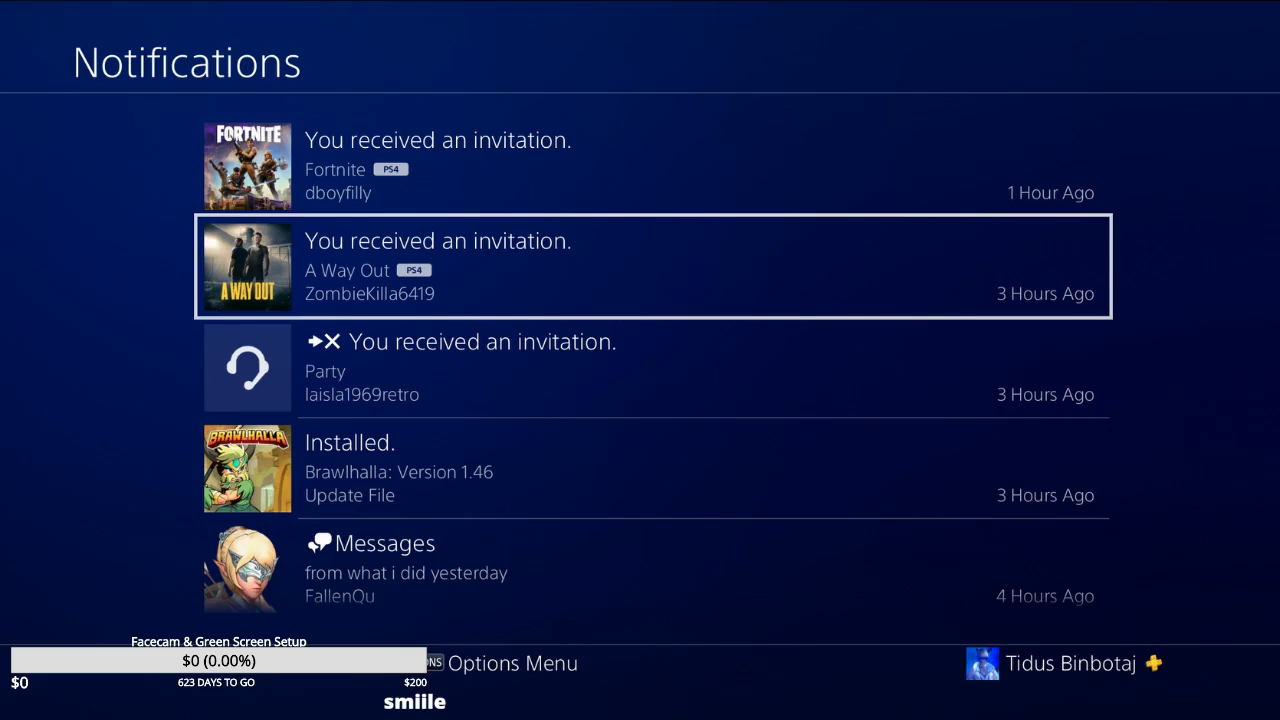 Notifications
FORTNITE
You received an invitation.
Fortnite PS4
dboyfilly
1 Hour Ago
A WAY OUT
You received an invitation.
A Way Out PS4
ZombieKilla6419
3 Hours Ago
You received an invitation.
Party
laisla1969retro
3 Hours Ago
BRAWLHALLA
Installed.
Brawlhalla: Version 1.46
Update File
3 Hours Ago
Messages
from what i did yesterday
FallenQu
4 Hours Ago
Facecam & Green Screen Setup
$0 (0.00%)
$0
623 DAYS TO GO
$200
smiile
ONS Options Menu
Tidus Binbotaj